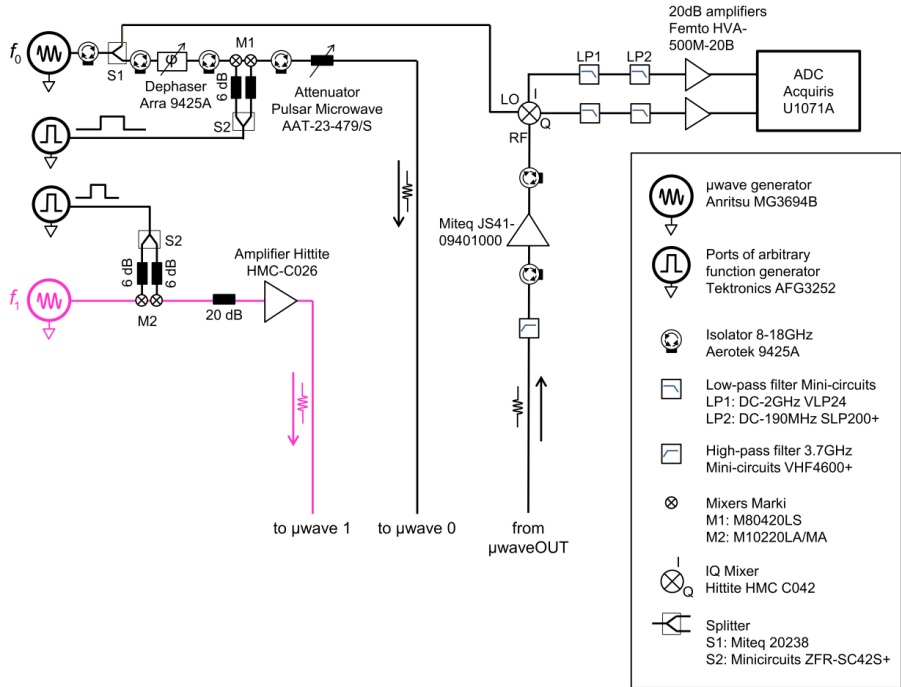 f0
S1
φ
Dephaser
Arra 9425A
M1
6 dB
S2
Attenuator
Pulsar Microwave
AAT-23-479/S
LO
I
Q
RF
LP1
LP2
20dB amplifiers
Femto HVA-
500M-20B
ADC
Acquiris
U1071A
Miteq JS41-
09401000
S2
6 dB
6 dB
f1
M2
20 dB
Amplifier Hittite
HMC-C026
to µwave 1
to µwave 0
from
µwaveOUT
µwave generator
Anritsu MG3694B
Ports of arbitrary
function generator
Tektronics AFG3252
Isolator 8-18GHz
Aerotek 9425A
Low-pass filter Mini-circuits
LP1: DC-2GHz VLP24
LP2: DC-190MHz SLP200+
High-pass filter 3.7GHz
Mini-circuits VHF4600+
Mixers Marki
M1: M80420LS
M2: M10220LA/MA
I
Q
IQ Mixer
Hittite HMC C042
Splitter
S1: Miteq 20238
S2: Minicircuits ZFR-SC42S+